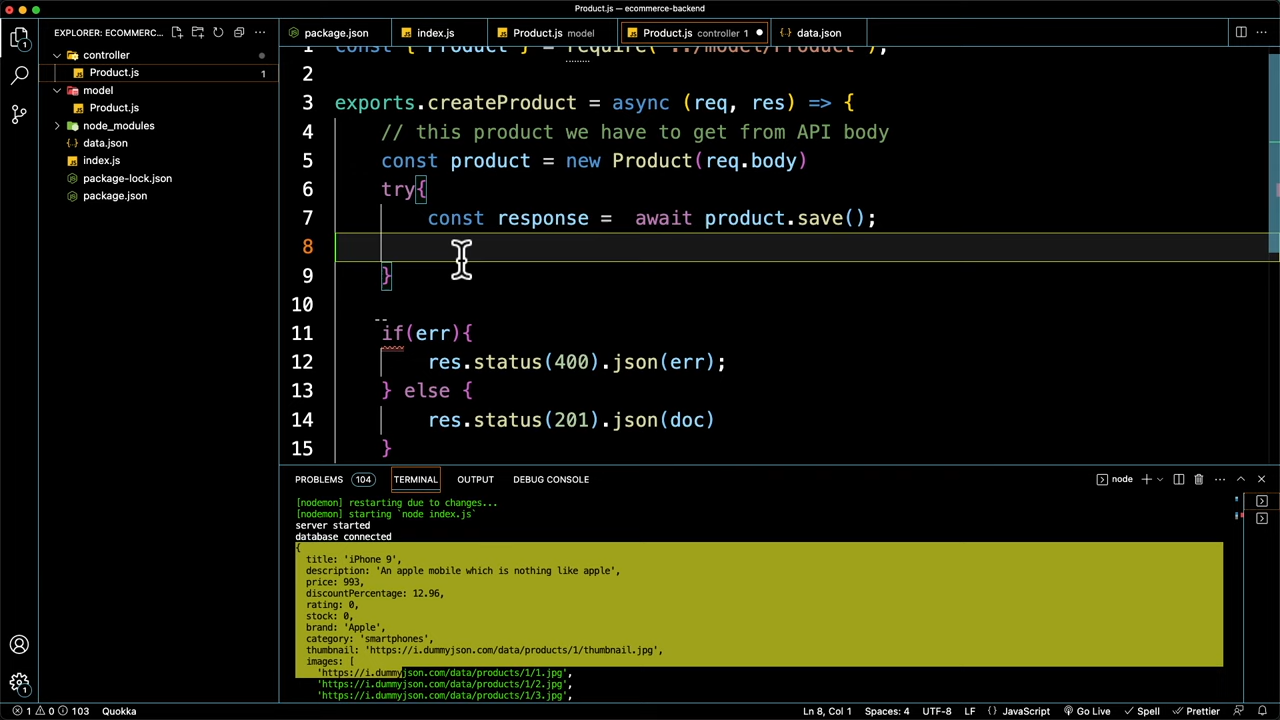 Product.js — ecommerce-backend
EXPLORER: ECOMMERC...
package.json
index.js
Product.js model
Product.js controller 1
data.json
controller
Product.js 1
model
Product.js
node_modules
data.json
index.js
package-lock.json
package.json
1 const { Product } = require("../model/Product");
2
3 exports.createProduct = async (req, res) => {
4 // this product we have to get from API body
5 const product = new Product(req.body)
6 try{
7 const response =  await product.save();
8
9 }
10
11 if(err){
12 res.status(400).json(err);
13 } else {
14 res.status(201).json(doc)
15 }
PROBLEMS 104 TERMINAL OUTPUT DEBUG CONSOLE node
[nodemon] restarting due to changes...
[nodemon] starting `node index.js`
server started
database connected
{
title: 'iPhone 9',
description: 'An apple mobile which is nothing like apple',
price: 993,
discountPercentage: 12.96,
rating: 0,
stock: 0,
brand: 'Apple',
category: 'smartphones',
thumbnail: 'https://i.dummyjson.com/data/products/1/thumbnail.jpg',
images: [
'https://i.dummyjson.com/data/products/1/1.jpg',
'https://i.dummyjson.com/data/products/1/2.jpg',
'https://i.dummyjson.com/data/products/1/3.jpg',
1 0 103 Quokka Ln 8, Col 1 Spaces: 4 UTF-8 LF {} JavaScript Go Live Spell Prettier